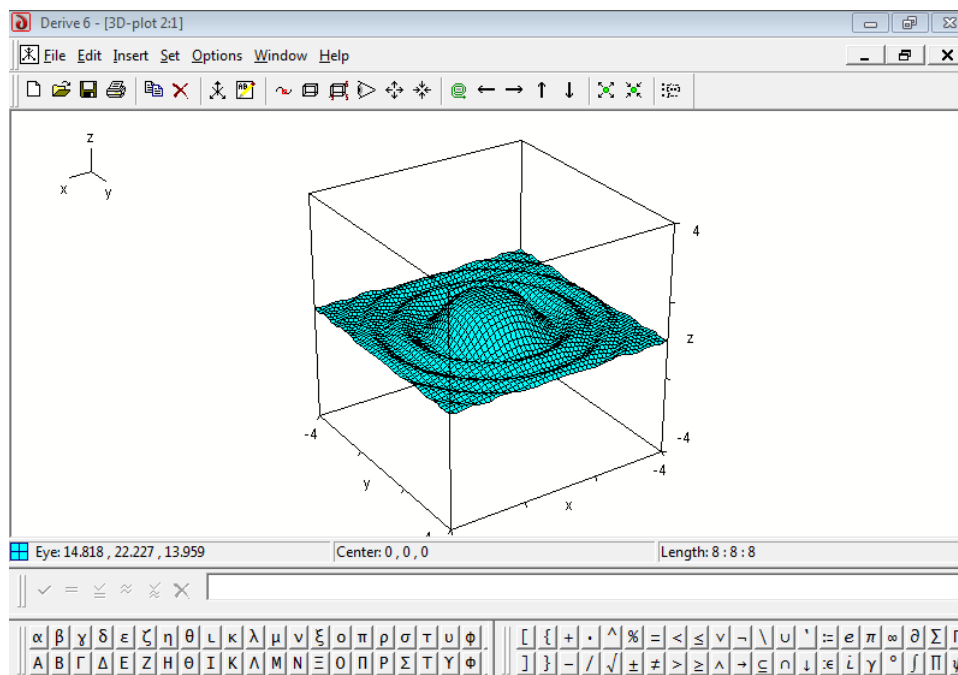 Derive 6 - [3D-plot 2:1]
File Edit Insert Set Options Window Help
z
x
y
4
z
-4
-4
-4
y
x
4
Eye: 14.818 , 22.227 , 13.959 Center: 0 , 0 , 0 Length: 8 : 8 : 8
✓ = ≚ ≈ ×
α β γ δ ε ζ η θ ι κ λ μ ν ξ ο π ρ σ τ υ φ [ { + · ^ % = < ≤ ∨ ¬ \ ∪ ' := e π ∞ ∂ Σ Γ
Α Β Γ Δ Ε Ζ Η Θ Ι Κ Λ Μ Ν Ξ Ο Π Ρ Σ Τ Υ Φ ] } − / √ ± ≠ > ≥ ∧ → ⊆ ∩ ↓ :∈ i γ ° ∫ Π ψ